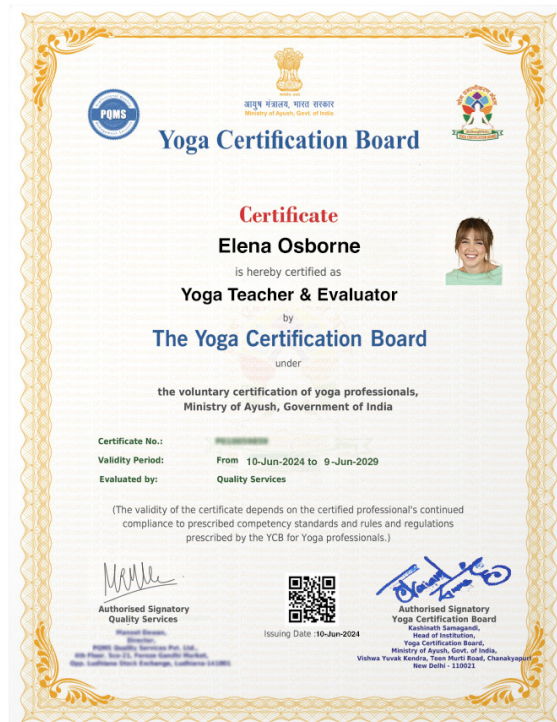 PQMS
आयुष मंत्रालय, भारत सरकार
Ministry of Ayush, Govt. of India
Yoga Certification Board
Certificate
Elena Osborne
is hereby certified as
Yoga Teacher & Evaluator
by
The Yoga Certification Board
under
the voluntary certification of yoga professionals,
Ministry of Ayush, Government of India
Certificate No.:
Validity Period: From 10-Jun-2024 to 9-Jun-2029
Evaluated by: Quality Services
(The validity of the certificate depends on the certified professional's continued
compliance to prescribed competency standards and rules and regulations
prescribed by the YCB for Yoga professionals.)
Authorised Signatory
Quality Services
Issuing Date :10-Jun-2024
Authorised Signatory
Yoga Certification Board
Kashinath Samagandi,
Head of Institution,
Yoga Certification Board,
Ministry of Ayush, Govt. of India,
Vishwa Yuvak Kendra, Teen Murti Road, Chanakyapuri
New Delhi - 110021